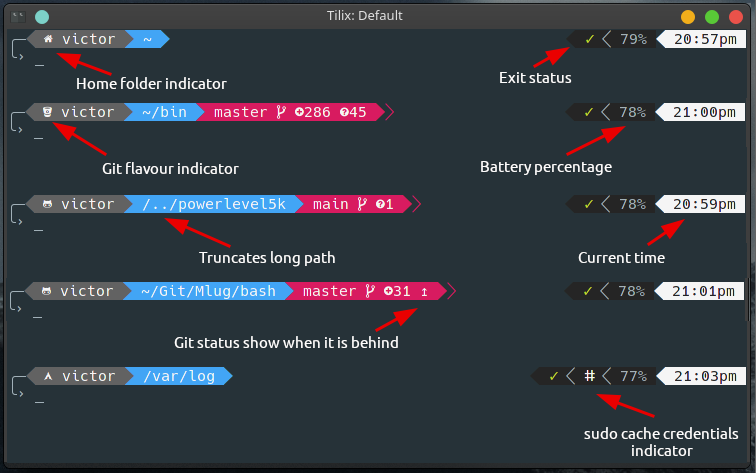 Tilix: Default
victor ~ ✓ 79% 20:57pm
_
Home folder indicator
Exit status
victor ~/bin master 286 ?45 ✓ 78% 21:00pm
_
Git flavour indicator
Battery percentage
victor /../powerlevel5k main ?1 ✓ 78% 20:59pm
_
Truncates long path
Current time
victor ~/Git/Mlug/bash master 31 ↥ ✓ 78% 21:01pm
_
Git status show when it is behind
victor /var/log ✓ # 77% 21:03pm
_
sudo cache credentials
indicator